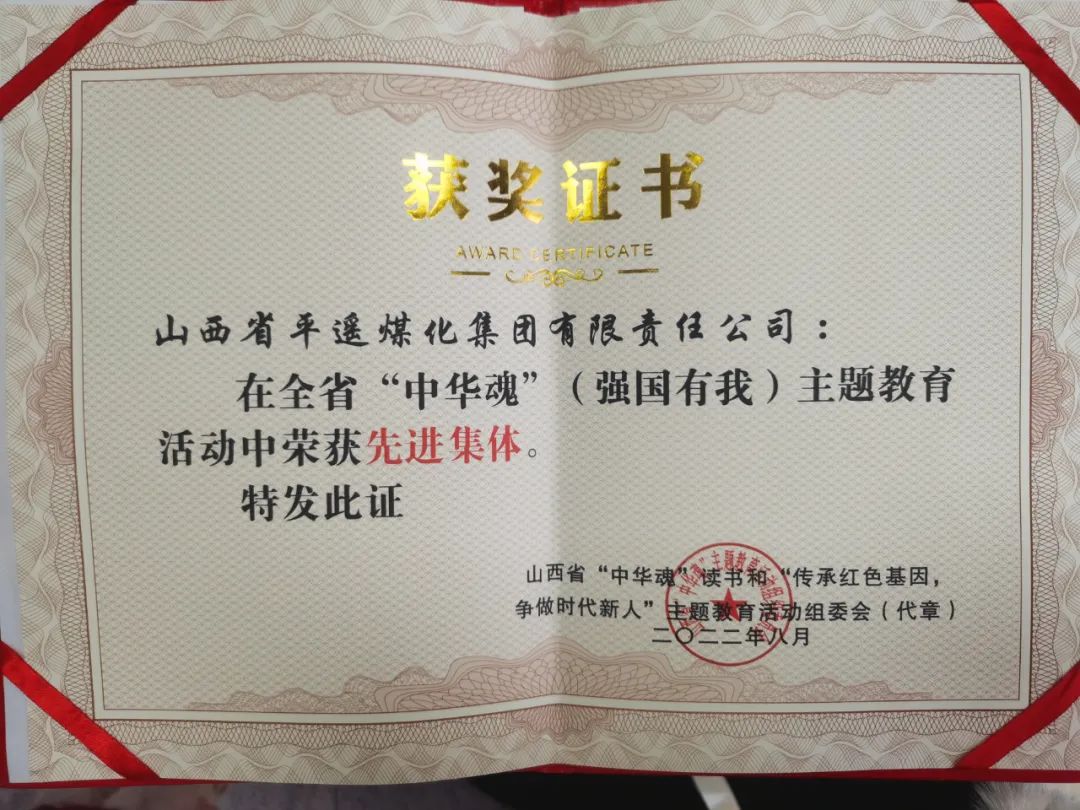 获奖证书
AWARD CERTIFICATE
山西省平遥煤化集团有限责任公司：
在全省“中华魂”（强国有我）主题教育
活动中荣获先进集体。
特发此证
山西省“中华魂”读书和“传承红色基因，
争做时代新人”主题教育活动组委会（代章）
二〇二二年八月